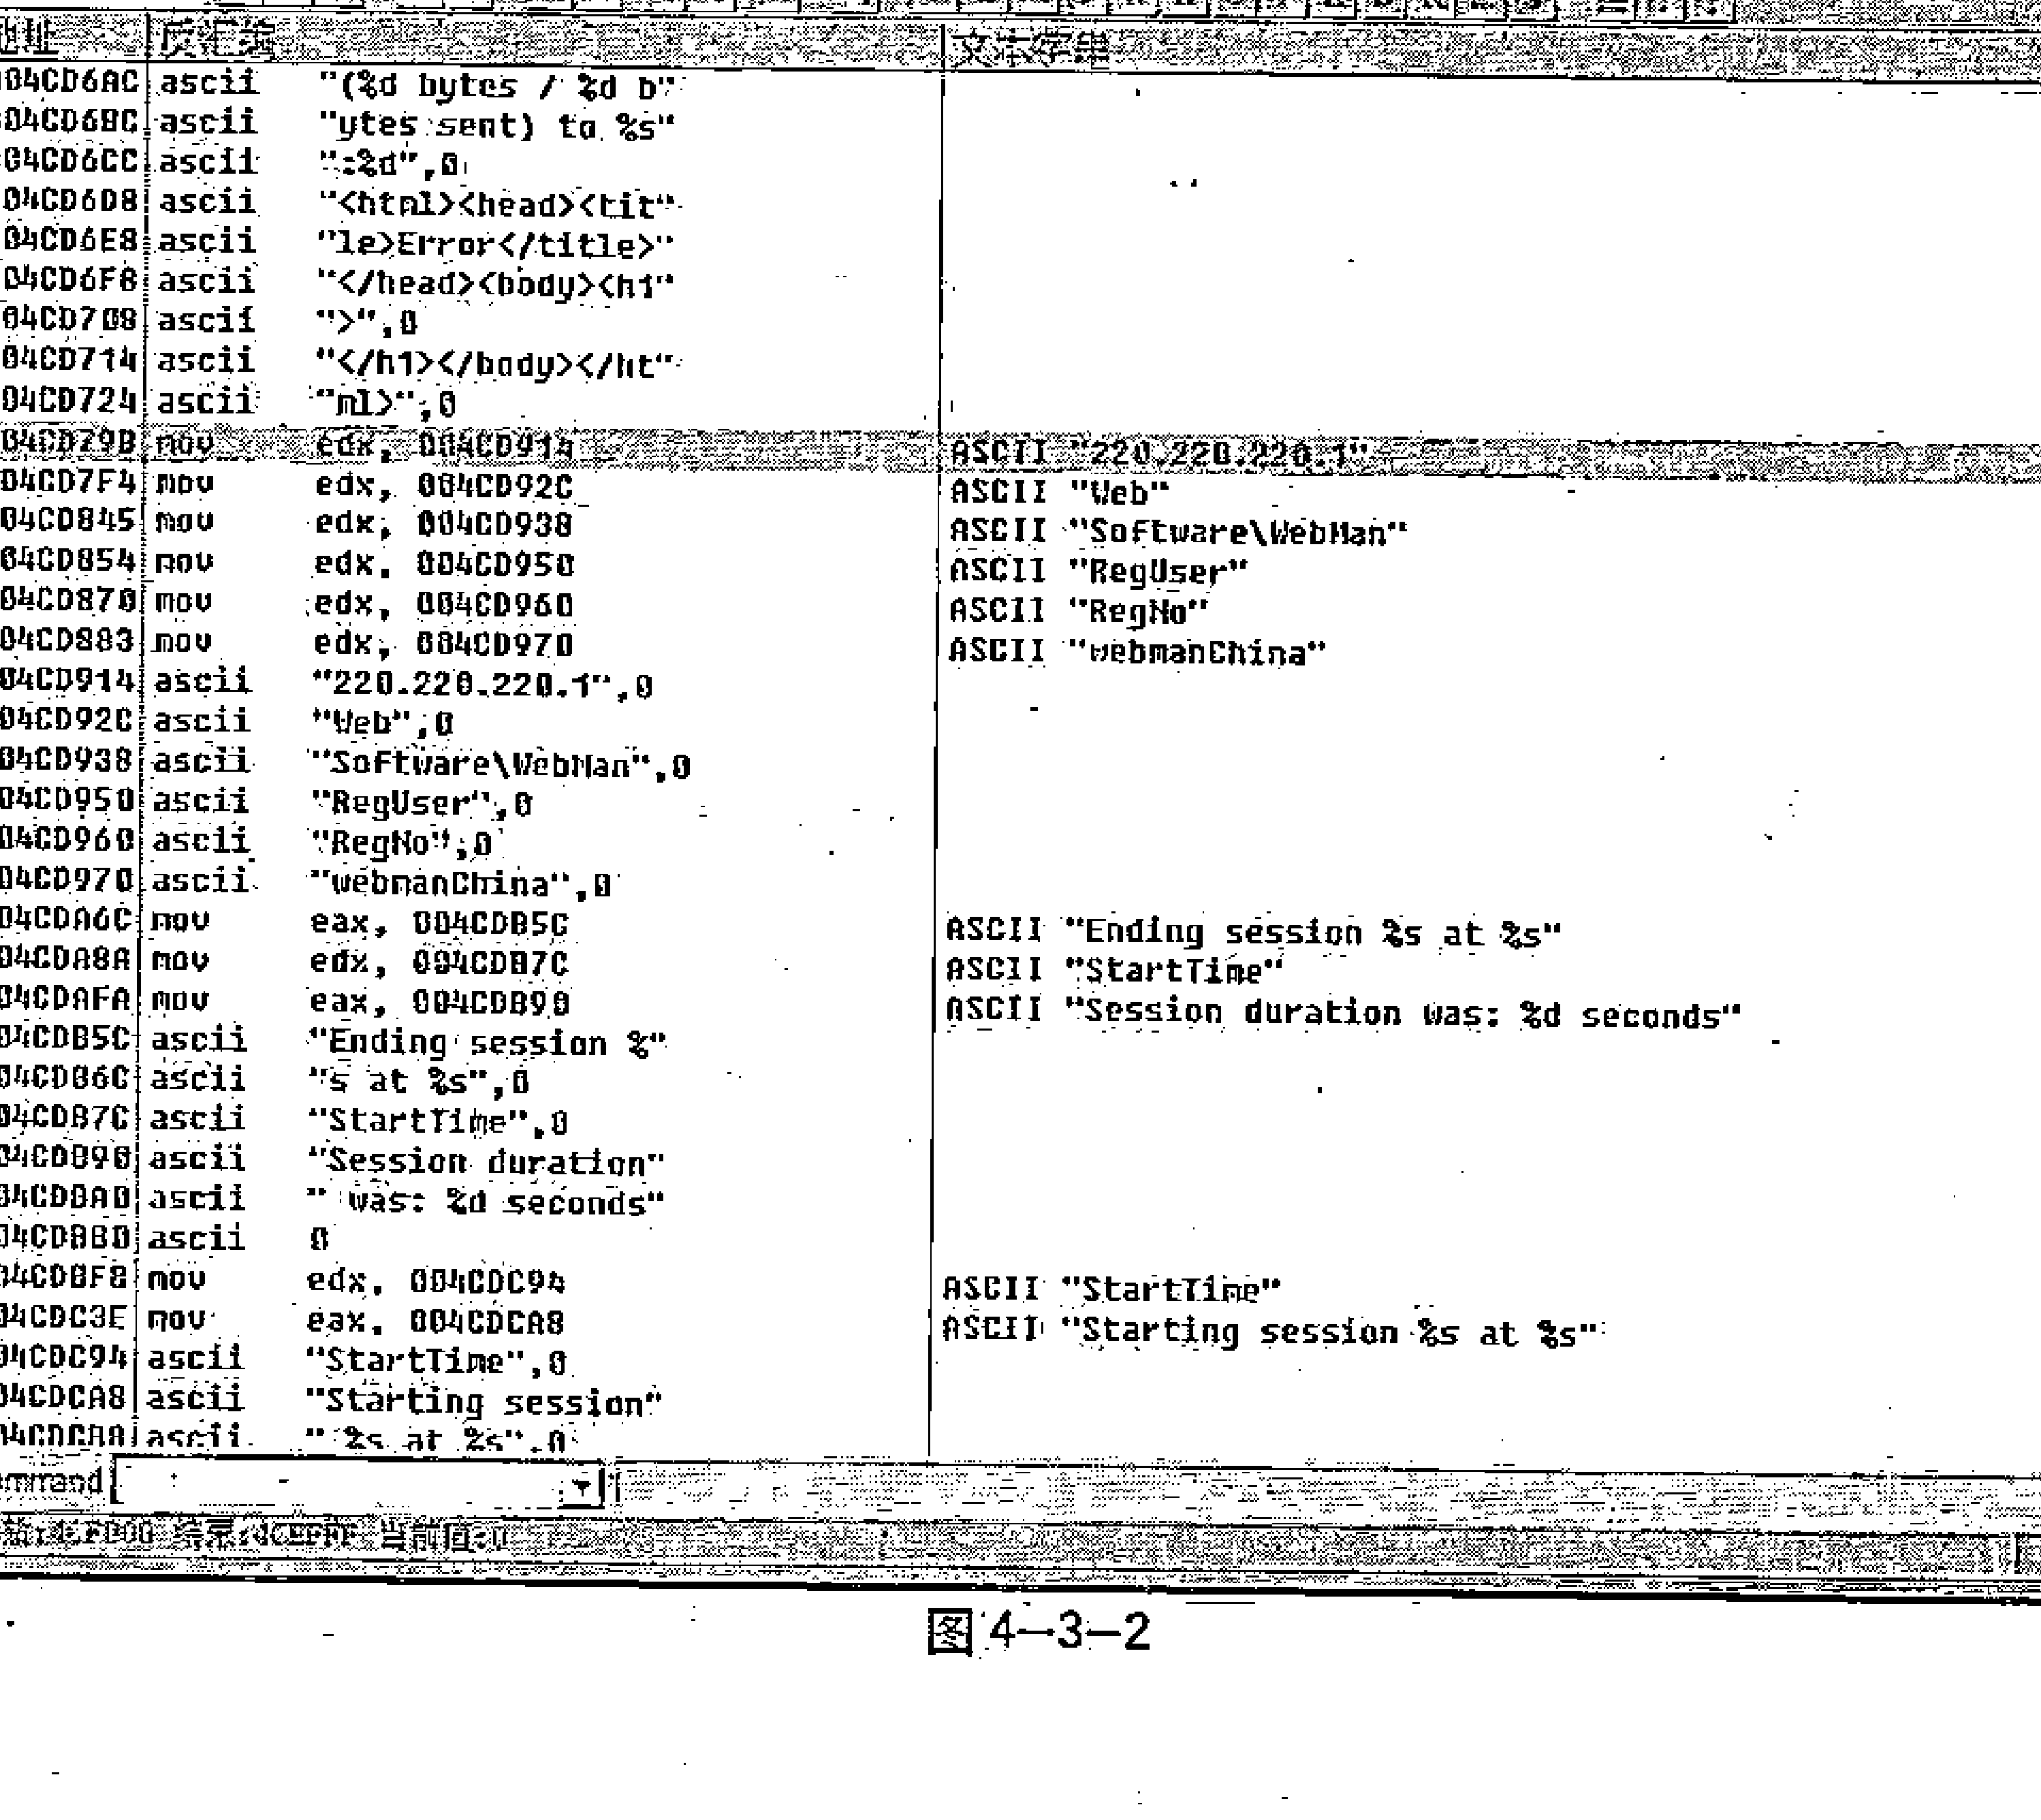 地址 反汇编 文本字串
04CD6AC ascii "(%d bytes / %d b"
04CD6BC ascii "ytes sent) to %s"
04CD6CC ascii ":%d",0
04CD6D8 ascii "<html><head><tit"
04CD6E8 ascii "le>Error</title>"
04CD6F8 ascii "</head><body><h1"
04CD708 ascii ">",0
04CD714 ascii "</h1></body></ht"
04CD724 ascii "ml>",0
04CD79B mov edx, 004CD914 ASCII "220.220.220.1"
04CD7F4 mov edx, 004CD92C ASCII "Web"
04CD845 mov edx, 004CD938 ASCII "Software\WebMan"
04CD854 mov edx, 004CD950 ASCII "RegUser"
04CD870 mov edx, 004CD960 ASCII "RegNo"
04CD883 mov edx, 004CD970 ASCII "webmanChina"
04CD914 ascii "220.220.220.1",0
04CD92C ascii "Web",0
04CD938 ascii "Software\WebMan",0
04CD950 ascii "RegUser",0
04CD960 ascii "RegNo",0
04CD970 ascii "webmanChina",0
04CDA6C mov eax, 004CDB5C ASCII "Ending session %s at %s"
04CDA8A mov edx, 004CDB7C ASCII "StartTime"
04CDAFA mov eax, 004CDB90 ASCII "Session duration was: %d seconds"
04CDB5C ascii "Ending session %"
04CDB6C ascii "s at %s",0
04CDB7C ascii "StartTime",0
04CDB90 ascii "Session duration"
04CDBA0 ascii " was: %d seconds"
04CDBB0 ascii 0
04CDBF8 mov edx, 004CDC94 ASCII "StartTime"
04CDC3E mov eax, 004CDCA8 ASCII "Starting session %s at %s"
04CDC94 ascii "StartTime",0
04CDCA8 ascii "Starting session"
ascii " %s at %s",0
ommand
当前值:0
图 4-3-2